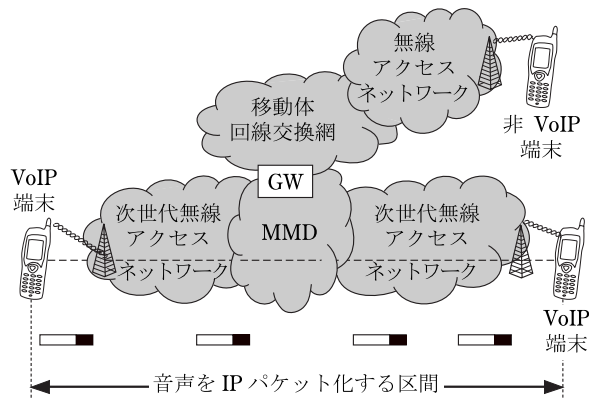 無線
アクセス
ネットワーク
移動体
回線交換網
非 VoIP
端末
GW
VoIP
端末
次世代無線
アクセス
ネットワーク
MMD
次世代無線
アクセス
ネットワーク
VoIP
端末
音声を IP パケット化する区間